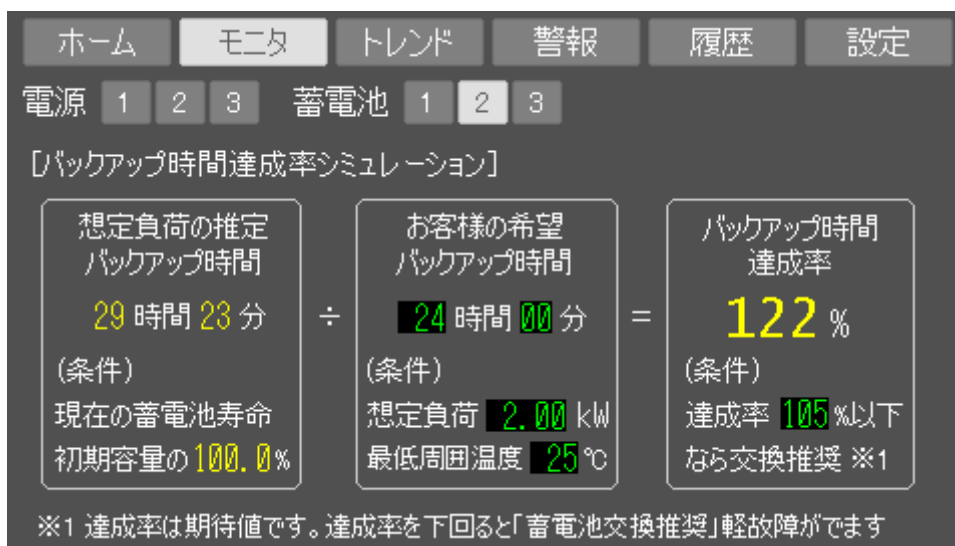 ホーム モニタ トレンド 警報 履歴 設定
電源 1 2 3 蓄電池 1 2 3
[バックアップ時間達成率シミュレーション]
想定負荷の推定
バックアップ時間
29 時間 23 分
(条件)
現在の蓄電池寿命
初期容量の100.0%
÷
お客様の希望
バックアップ時間
24 時間 00 分
(条件)
想定負荷 2.00 kW
最低周囲温度 25℃
=
バックアップ時間
達成率
122 %
(条件)
達成率 105 %以下
なら交換推奨 ※1
※1 達成率は期待値です。達成率を下回ると「蓄電池交換推奨」軽故障がでます